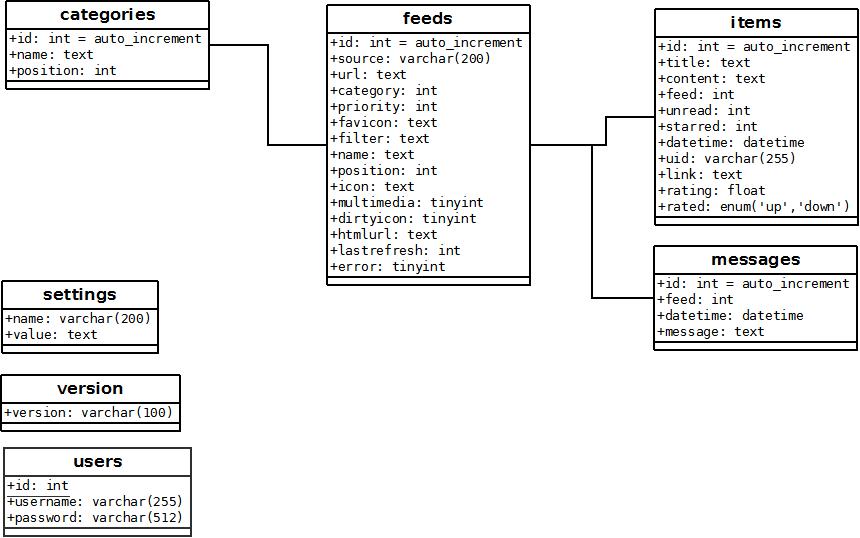 categories
+id: int = auto_increment
+name: text
+position: int
feeds
+id: int = auto_increment
+source: varchar(200)
+url: text
+category: int
+priority: int
+favicon: text
+filter: text
+name: text
+position: int
+icon: text
+multimedia: tinyint
+dirtyicon: tinyint
+htmlurl: text
+lastrefresh: int
+error: tinyint
items
+id: int = auto_increment
+title: text
+content: text
+feed: int
+unread: int
+starred: int
+datetime: datetime
+uid: varchar(255)
+link: text
+rating: float
+rated: enum('up','down')
messages
+id: int = auto_increment
+feed: int
+datetime: datetime
+message: text
settings
+name: varchar(200)
+value: text
version
+version: varchar(100)
users
+id: int
+username: varchar(255)
+password: varchar(512)